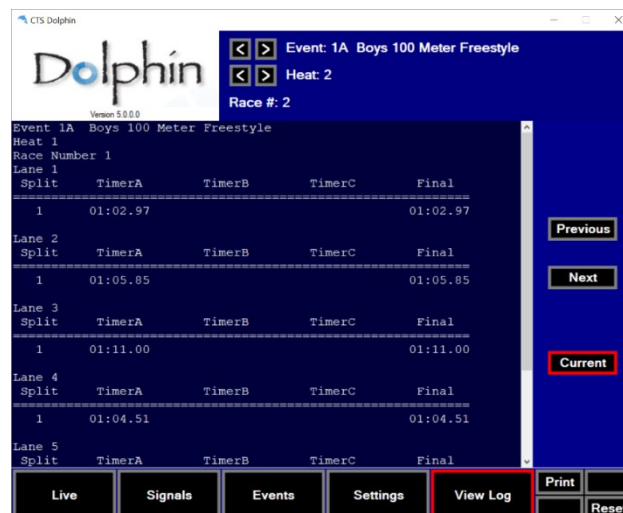 CTS Dolphin
Dolphin
Version 5.0.0.0
< > Event: 1A Boys 100 Meter Freestyle
< > Heat: 2
Race #: 2
Event 1A Boys 100 Meter Freestyle
Heat 1
Race Number 1
Lane 1
Split TimerA TimerB TimerC Final
==================================================
1 01:02.97 01:02.97
Lane 2
Split TimerA TimerB TimerC Final
==================================================
1 01:05.85 01:05.85
Lane 3
Split TimerA TimerB TimerC Final
==================================================
1 01:11.00 01:11.00
Lane 4
Split TimerA TimerB TimerC Final
==================================================
1 01:04.51 01:04.51
Lane 5
Split TimerA TimerB TimerC Final
Previous
Next
Current
Live Signals Events Settings View Log
Print
Rese